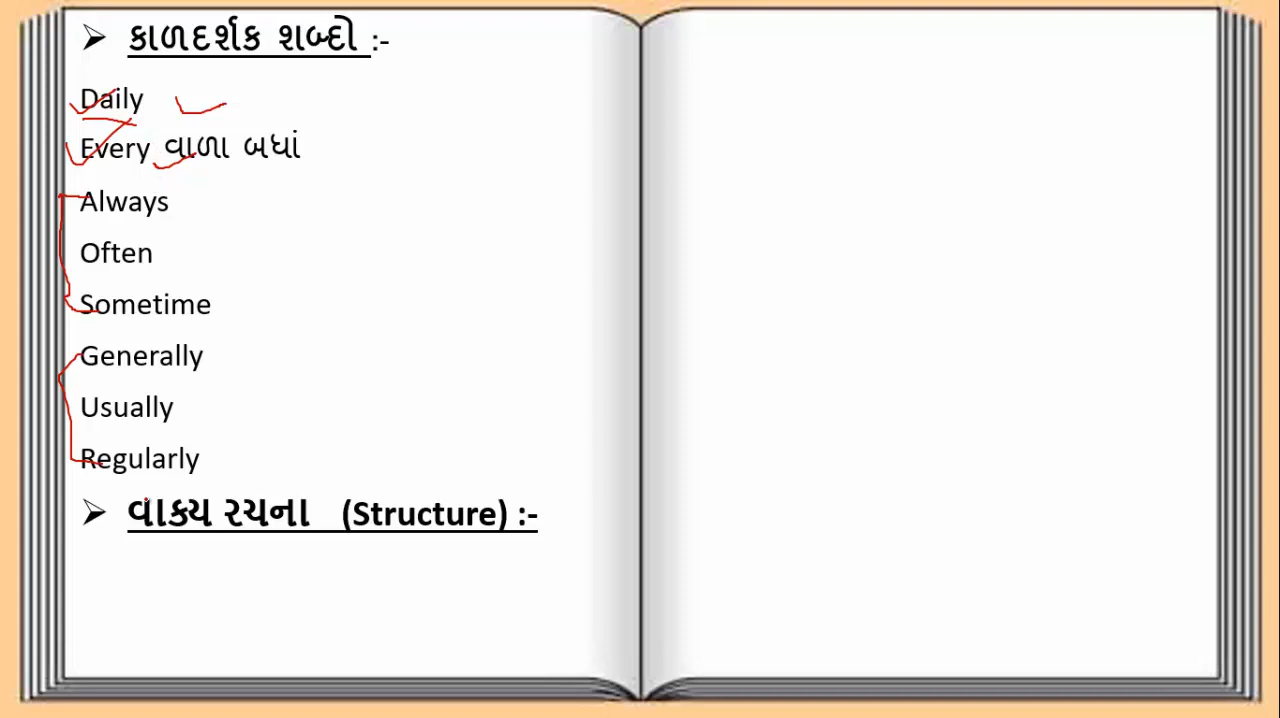 ➢ કાળદર્શક શબ્દો :-
Daily
Every વાળા બધાં
Always
Often
Sometime
Generally
Usually
Regularly
➢ વાક્ય રચના (Structure) :-